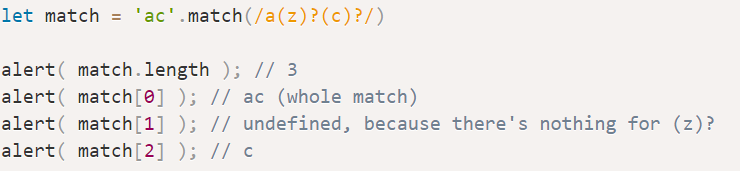 let match = 'ac'.match(/a(z)?(c)?/)
alert( match.length ); // 3
alert( match[0] ); // ac (whole match)
alert( match[1] ); // undefined, because there's nothing for (z)?
alert( match[2] ); // c